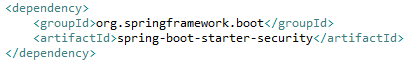 <dependency>
    <groupId>org.springframework.boot</groupId>
    <artifactId>spring-boot-starter-security</artifactId>
</dependency>